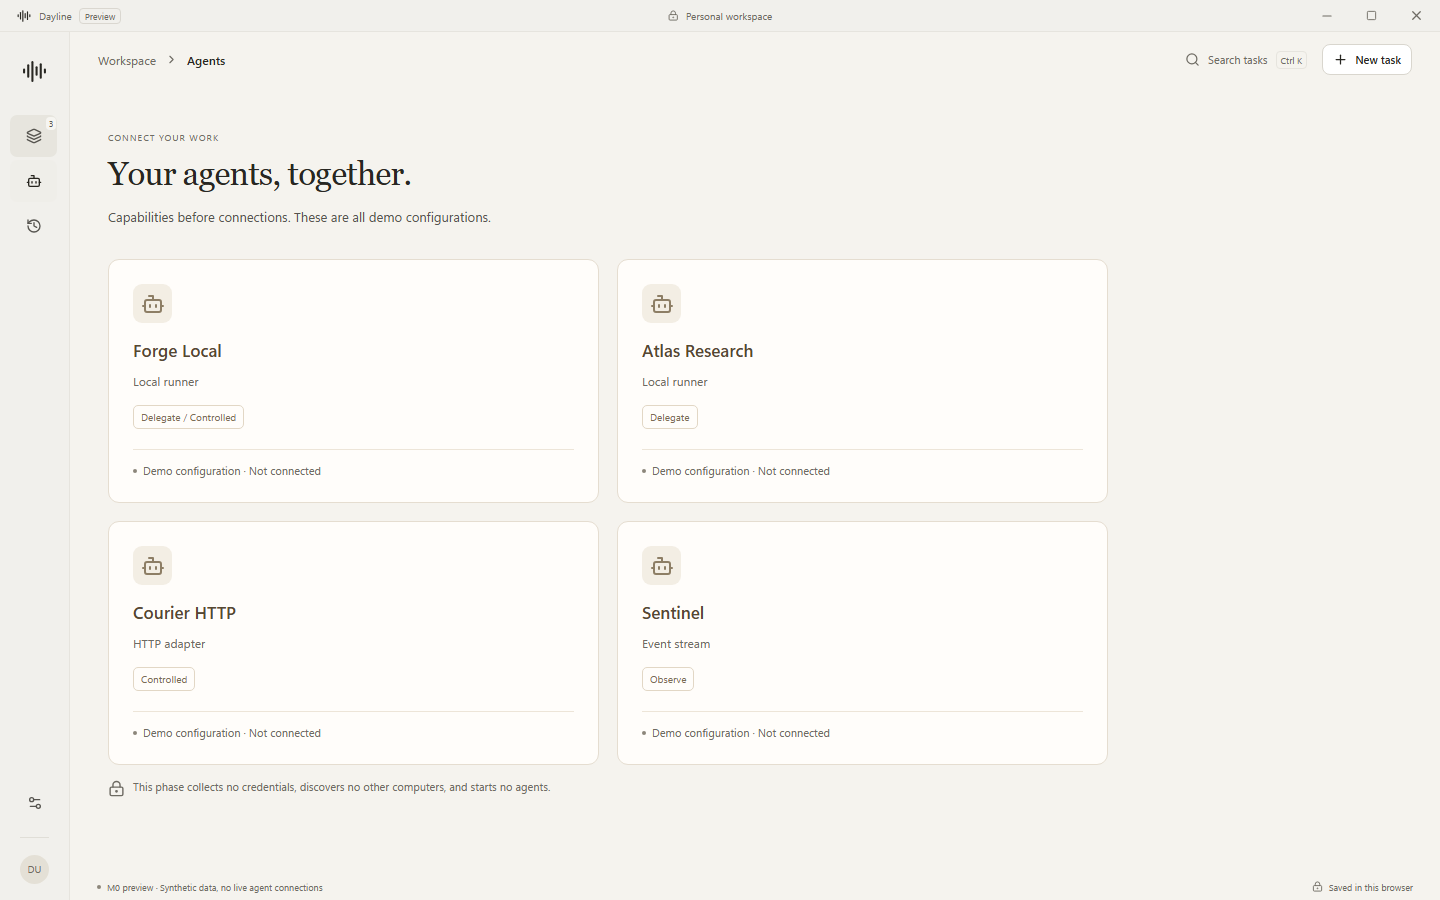 Dayline Preview
Personal workspace
Workspace > Agents
Search tasks Ctrl K
New task
3
CONNECT YOUR WORK
Your agents, together.
Capabilities before connections. These are all demo configurations.
Forge Local
Local runner
Delegate / Controlled
Demo configuration · Not connected
Atlas Research
Local runner
Delegate
Demo configuration · Not connected
Courier HTTP
HTTP adapter
Controlled
Demo configuration · Not connected
Sentinel
Event stream
Observe
Demo configuration · Not connected
This phase collects no credentials, discovers no other computers, and starts no agents.
DU
M0 preview · Synthetic data, no live agent connections
Saved in this browser